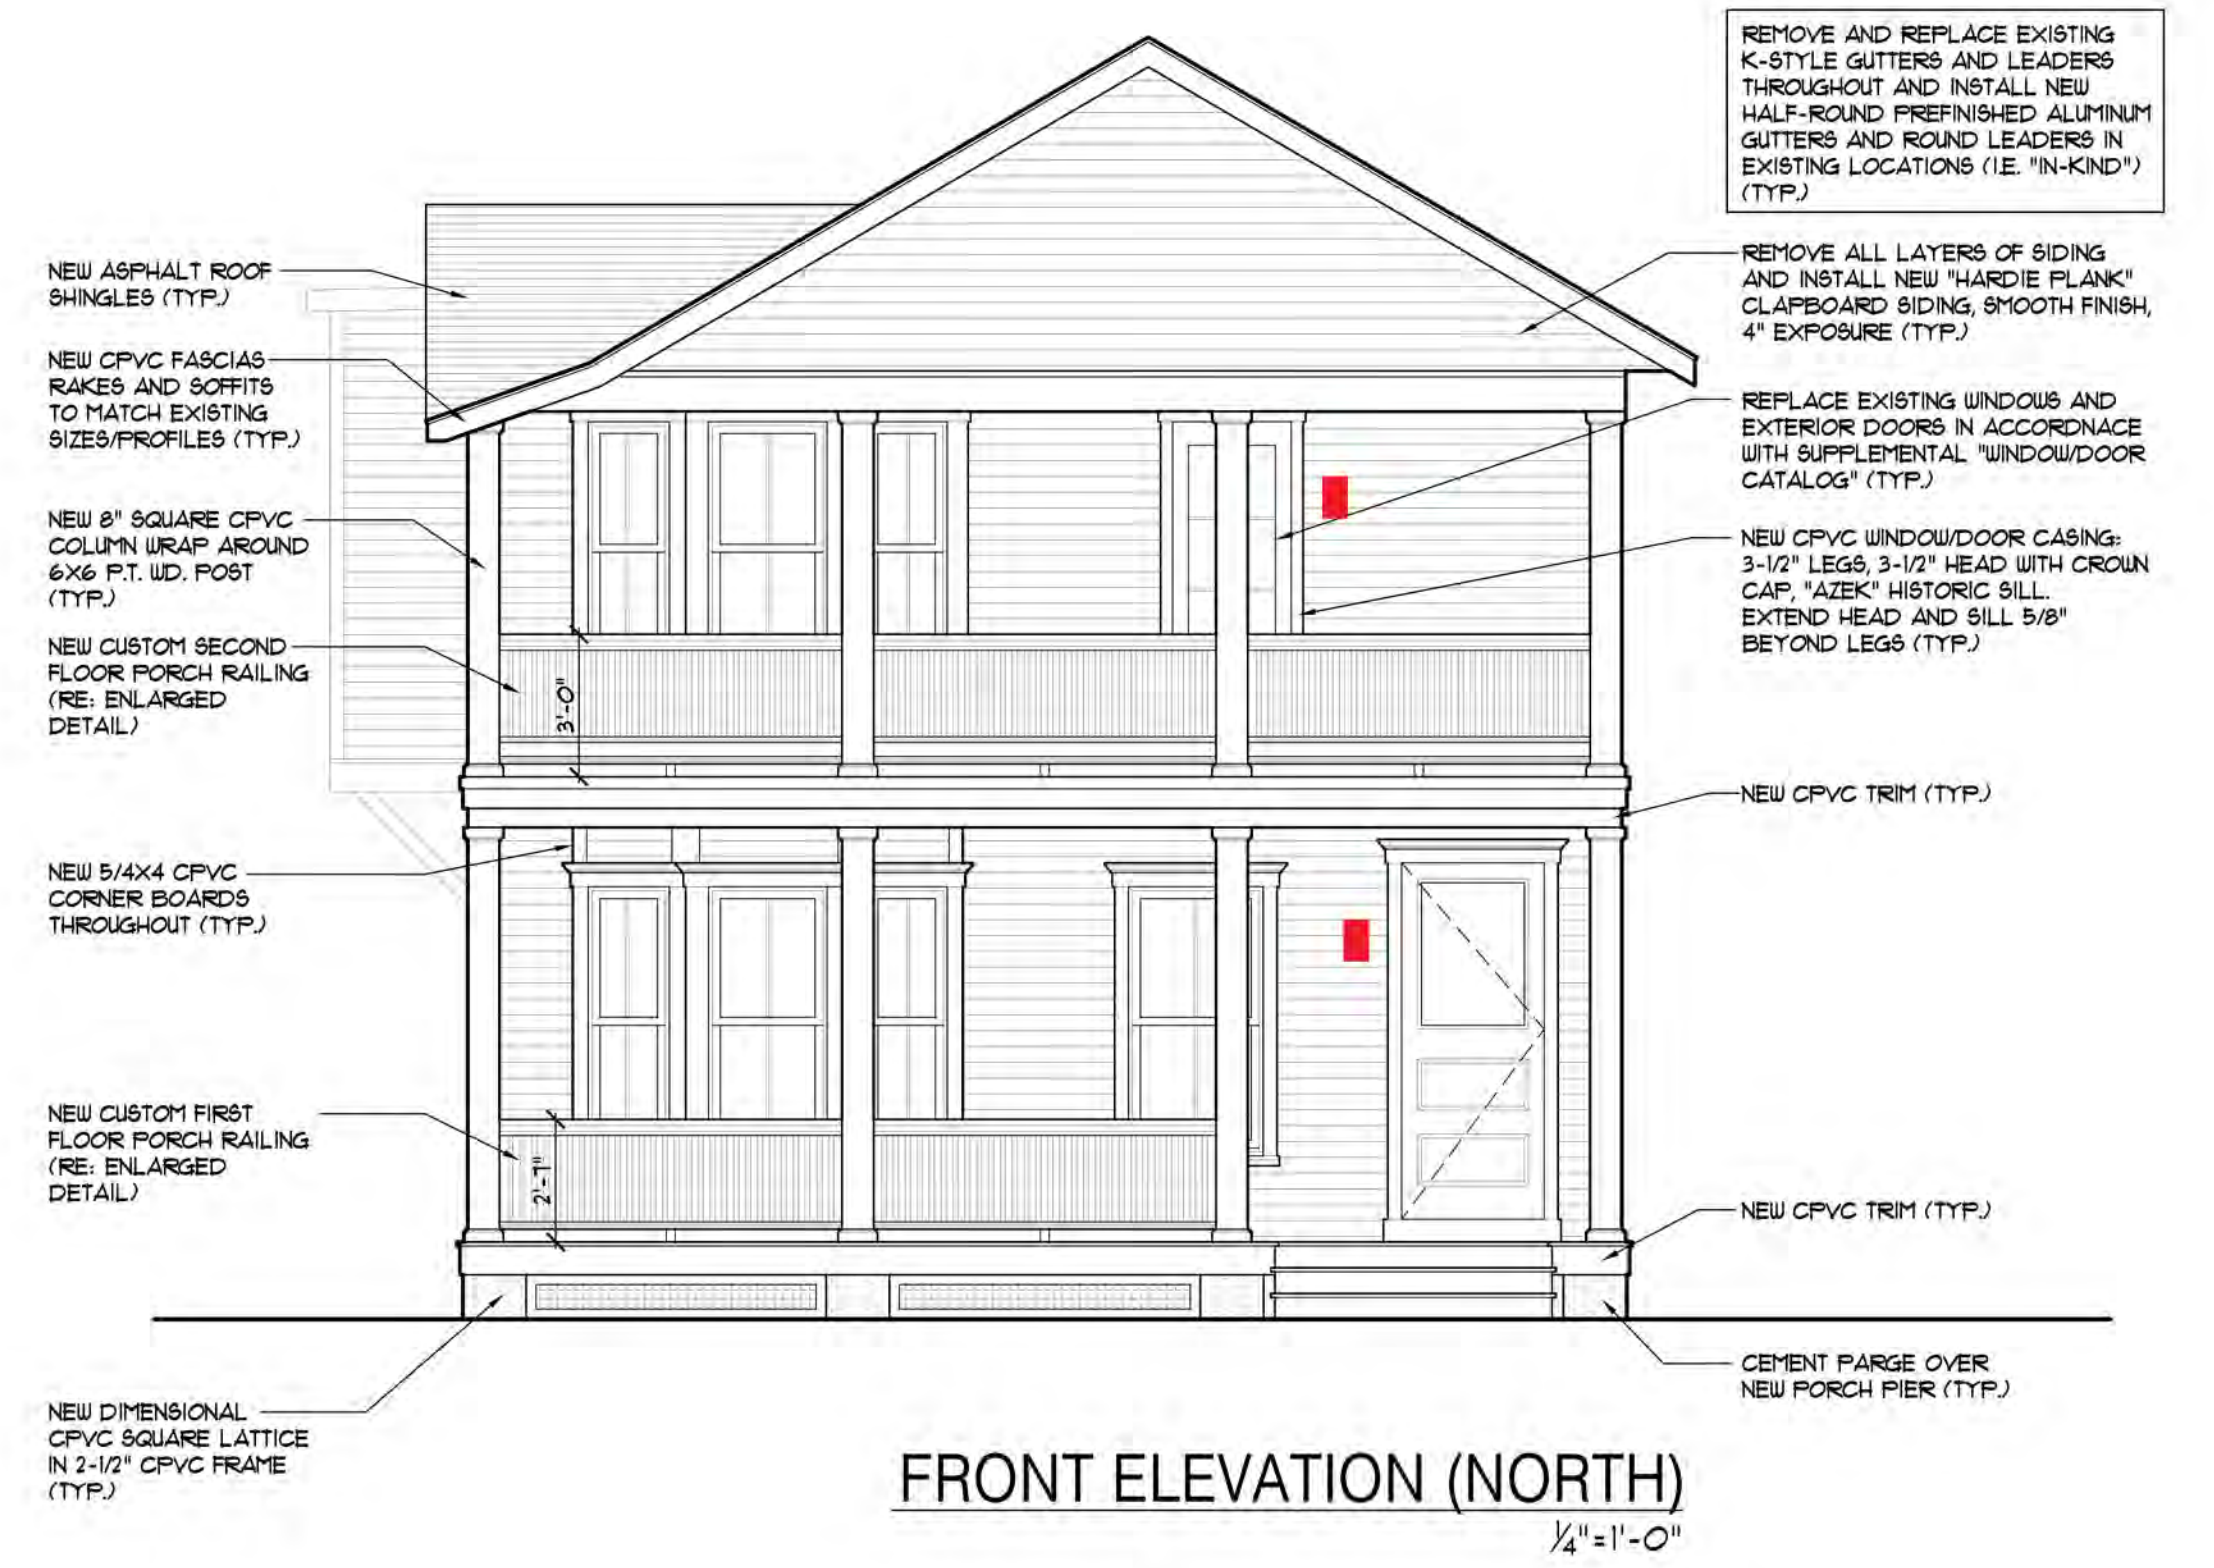 REMOVE AND REPLACE EXISTING
K-STYLE GUTTERS AND LEADERS
THROUGHOUT AND INSTALL NEW
HALF-ROUND PREFINISHED ALUMINUM
GUTTERS AND ROUND LEADERS IN
EXISTING LOCATIONS (I.E. "IN-KIND")
(TYP.)
NEW ASPHALT ROOF
SHINGLES (TYP.)
NEW CPVC FASCIAS
RAKES AND SOFFITS
TO MATCH EXISTING
SIZES/PROFILES (TYP.)
NEW 8" SQUARE CPVC
COLUMN WRAP AROUND
6X6 P.T. WD. POST
(TYP.)
NEW CUSTOM SECOND
FLOOR PORCH RAILING
(RE: ENLARGED
DETAIL)
NEW 5/4X4 CPVC
CORNER BOARDS
THROUGHOUT (TYP.)
NEW CUSTOM FIRST
FLOOR PORCH RAILING
(RE: ENLARGED
DETAIL)
NEW DIMENSIONAL
CPVC SQUARE LATTICE
IN 2-1/2" CPVC FRAME
(TYP.)
3'-0"
2'-1"
REMOVE ALL LAYERS OF SIDING
AND INSTALL NEW "HARDIE PLANK"
CLAPBOARD SIDING, SMOOTH FINISH,
4" EXPOSURE (TYP.)
REPLACE EXISTING WINDOWS AND
EXTERIOR DOORS IN ACCORDNACE
WITH SUPPLEMENTAL "WINDOW/DOOR
CATALOG" (TYP.)
NEW CPVC WINDOW/DOOR CASING:
3-1/2" LEGS, 3-1/2" HEAD WITH CROWN
CAP, "AZEK" HISTORIC SILL.
EXTEND HEAD AND SILL 5/8"
BEYOND LEGS (TYP.)
NEW CPVC TRIM (TYP.)
NEW CPVC TRIM (TYP.)
CEMENT PARGE OVER
NEW PORCH PIER (TYP.)
FRONT ELEVATION (NORTH)
1/4"=1'-0"